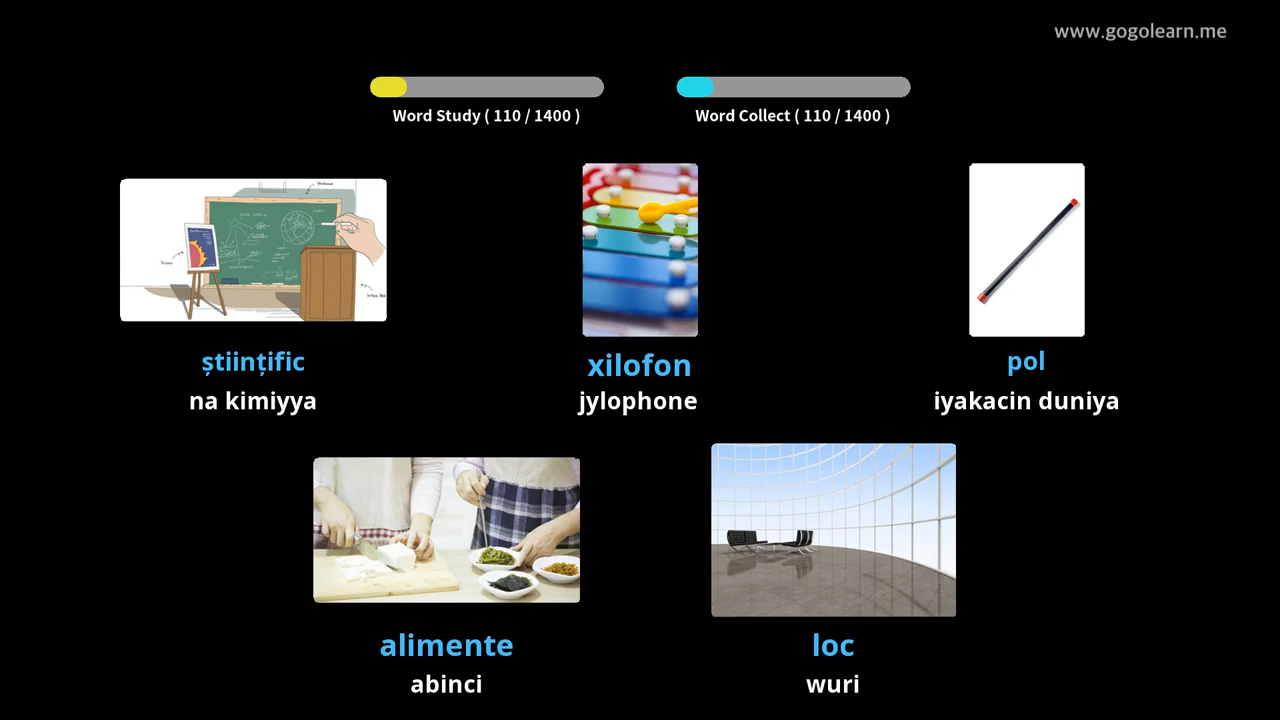 www.gogolearn.me
Word Study ( 110 / 1400 )
Word Collect ( 110 / 1400 )
științific
na kimiyya
xilofon
jylophone
pol
iyakacin duniya
alimente
abinci
loc
wuri